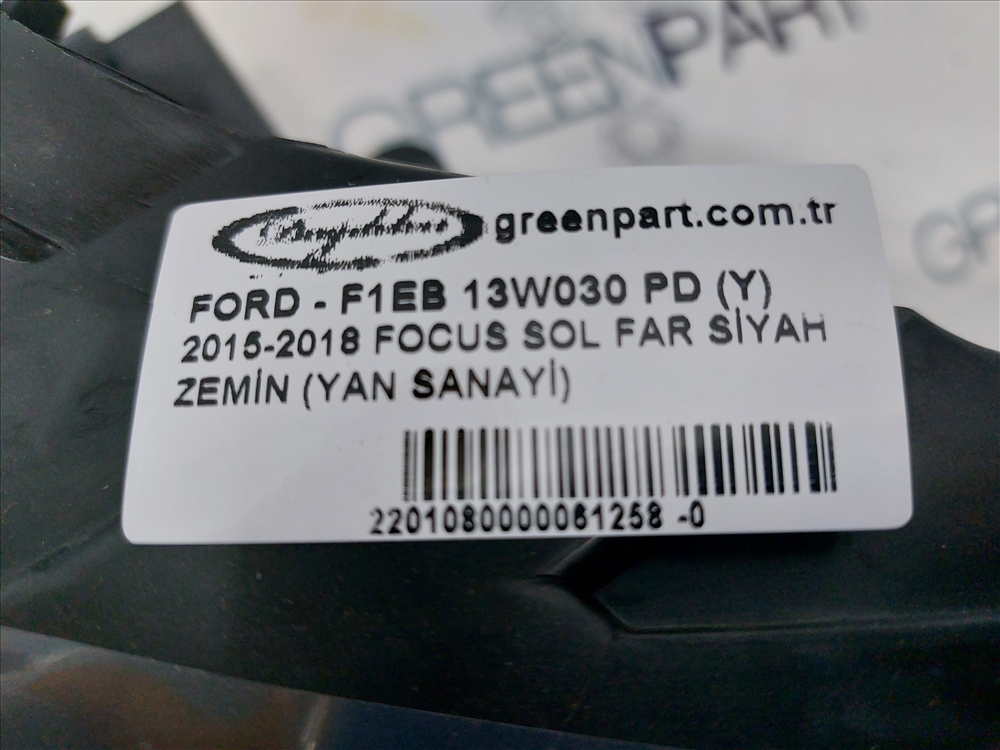 GREENPART
greenpart.com.tr
FORD - F1EB 13W030 PD (Y)
2015-2018 FOCUS SOL FAR SİYAH
ZEMİN (YAN SANAYİ)
2201080000061258 -0